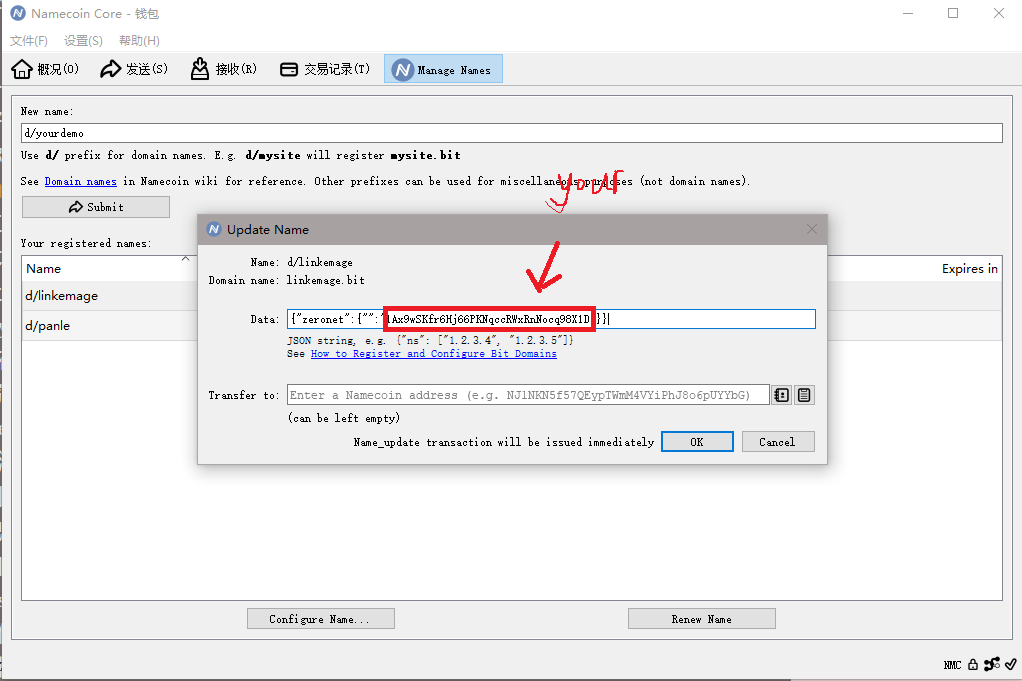 Namecoin Core - 钱包
文件(F) 设置(S) 帮助(H)
概况(O) 发送(S) 接收(R) 交易记录(T) Manage Names
New name:
d/yourdemo
Use d/ prefix for domain names. E.g. d/mysite will register mysite.bit
See Domain names in Namecoin wiki for reference. Other prefixes can be used for miscellaneous purposes (not domain names).
your
Submit
Your registered names:
Name Expires in
d/linkemage
d/panle
Update Name
Name: d/linkemage
Domain name: linkemage.bit
Data: {"zeronet":{"":"1Ax9wSKfr6Hj66PKNqccRWxRnNocq98X1D"}}
JSON string, e. g. {"ns": ["1.2.3.4", "1.2.3.5"]}
See How to Register and Configure Bit Domains
Transfer to: Enter a Namecoin address (e.g. NJ1NKN5f57QEypTWmM4VYiPhJ8o6pUYYbG)
(can be left empty)
Name_update transaction will be issued immediately OK Cancel
Configure Name... Renew Name
NMC